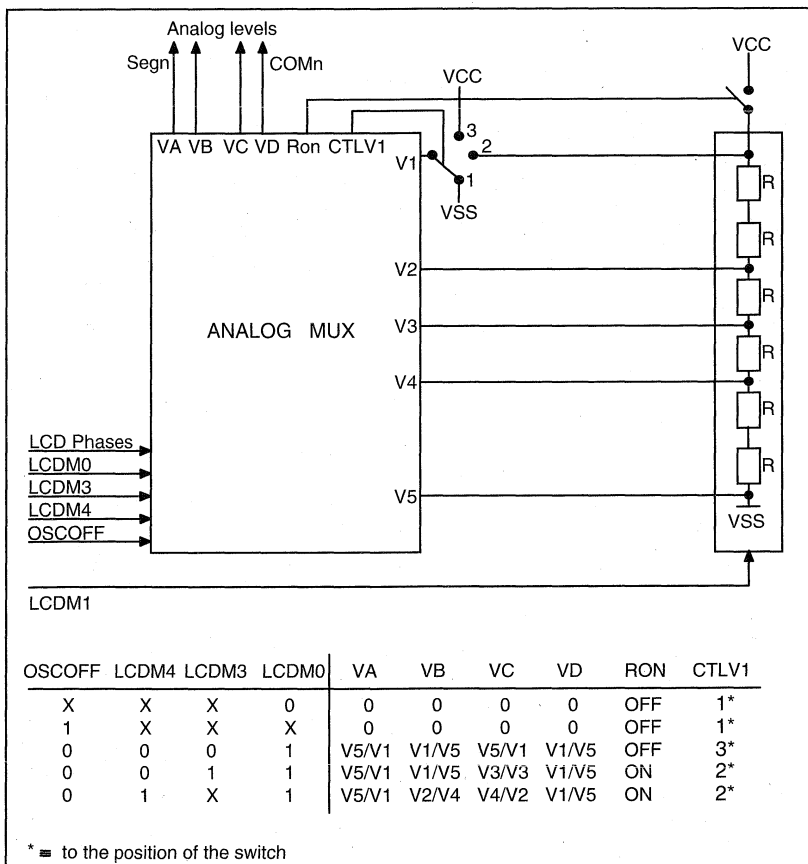 Analog levels
Segn COMn
VCC
VCC
3
2
VA VB VC VD Ron CTLV1
V1
1
VSS
R
R
V2
R
V3
ANALOG MUX
R
V4
R
LCD Phases
LCDM0
R
LCDM3
V5
LCDM4
VSS
OSCOFF
LCDM1
OSCOFF LCDM4 LCDM3 LCDM0 VA VB VC VD RON CTLV1
X X X 0 0 0 0 0 OFF 1*
1 X X X 0 0 0 0 OFF 1*
0 0 0 1 V5/V1 V1/V5 V5/V1 V1/V5 OFF 3*
0 0 1 1 V5/V1 V1/V5 V3/V3 V1/V5 ON 2*
0 1 X 1 V5/V1 V2/V4 V4/V2 V1/V5 ON 2*
* = to the position of the switch